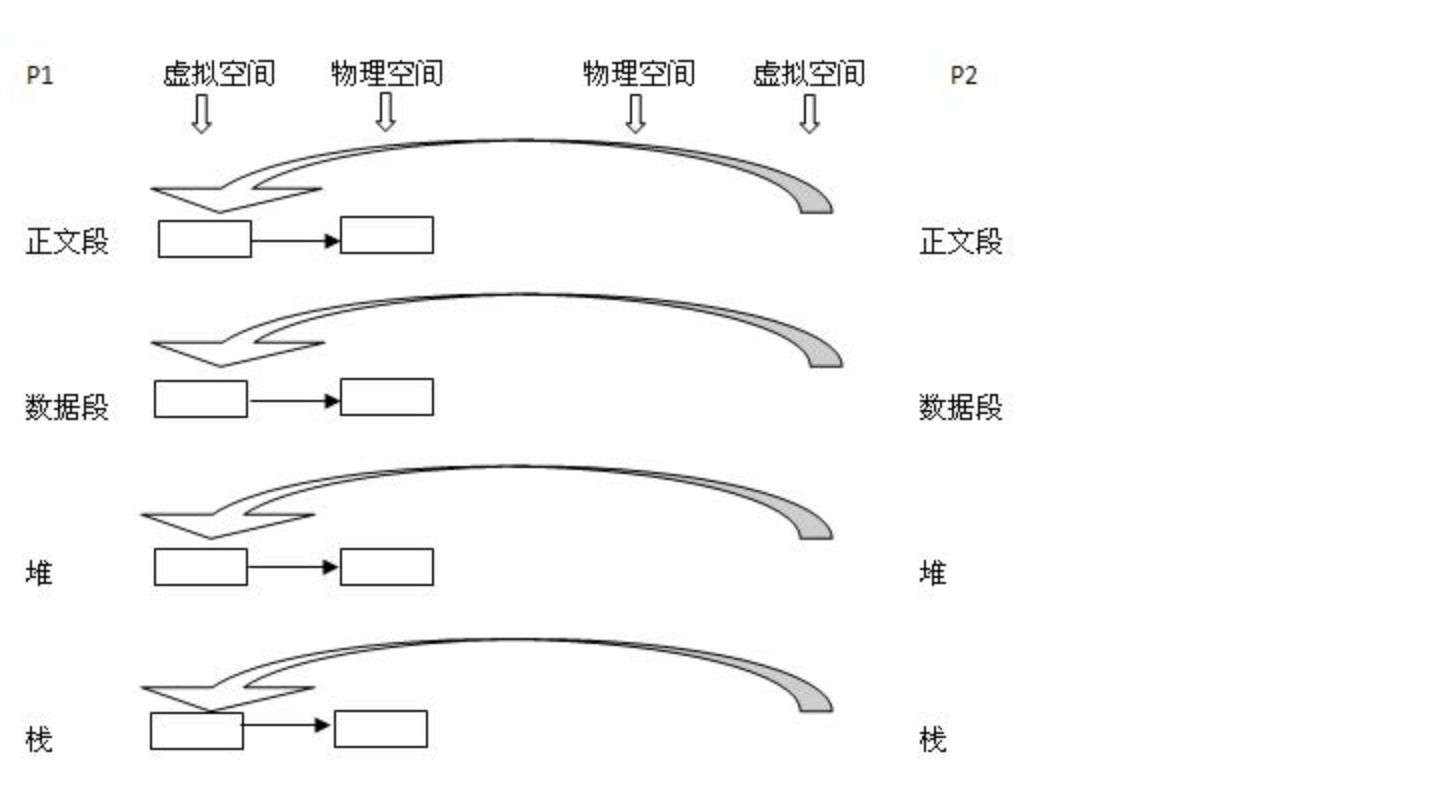 P1 虚拟空间 物理空间 物理空间 虚拟空间 P2
正文段 正文段
数据段 数据段
堆 堆
栈 栈